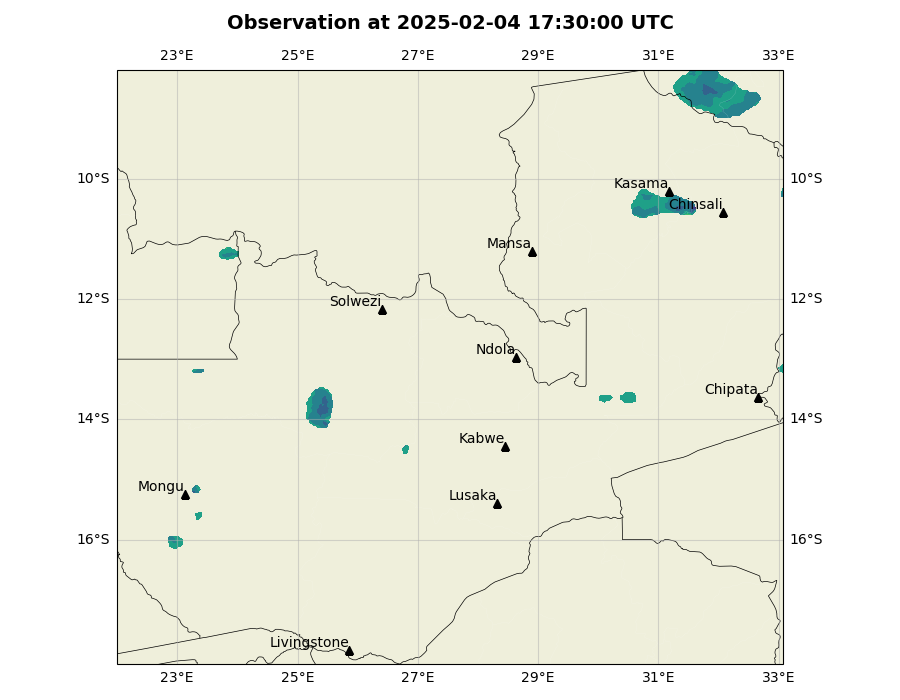 Observation at 2025-02-04 17:30:00 UTC
23°E 25°E 27°E 29°E 31°E 33°E
10°S 10°S
Kasama
Chinsali
Mansa
12°S 12°S
Solwezi
Ndola
Chipata
14°S 14°S
Kabwe
Mongu
Lusaka
16°S 16°S
Livingstone
23°E 25°E 27°E 29°E 31°E 33°E